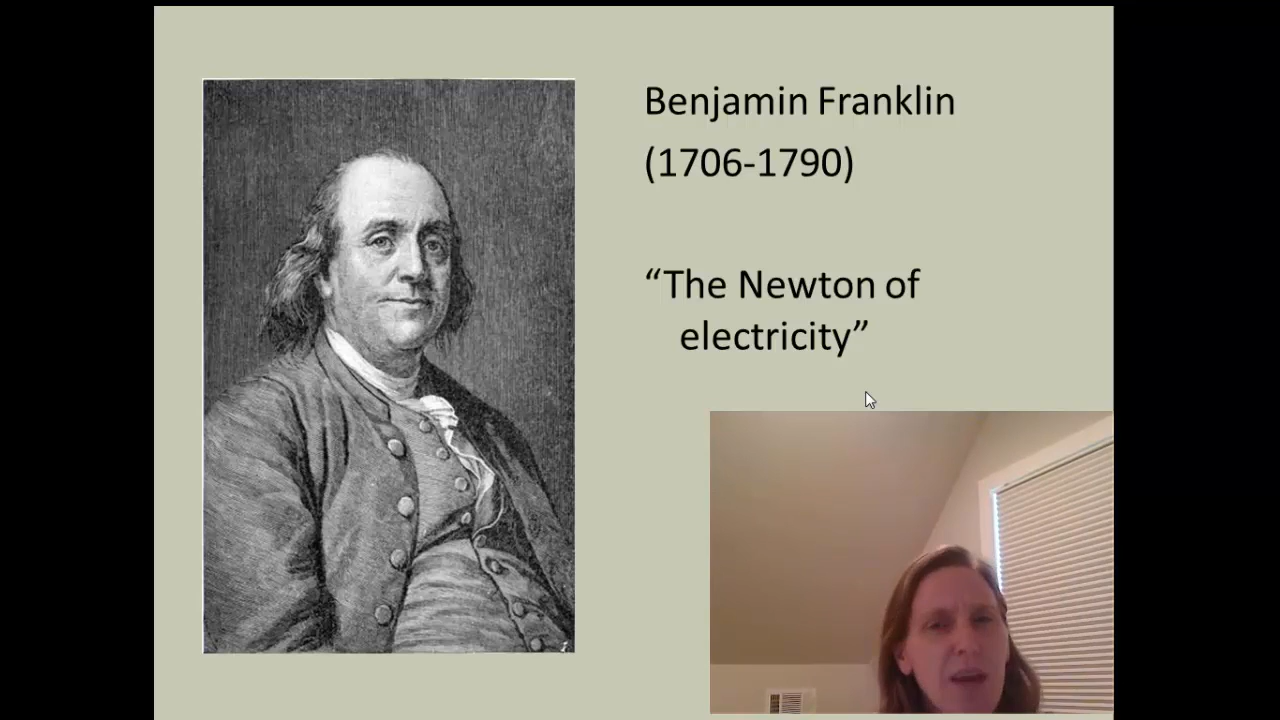 Benjamin Franklin
(1706-1790)
“The Newton of
electricity”